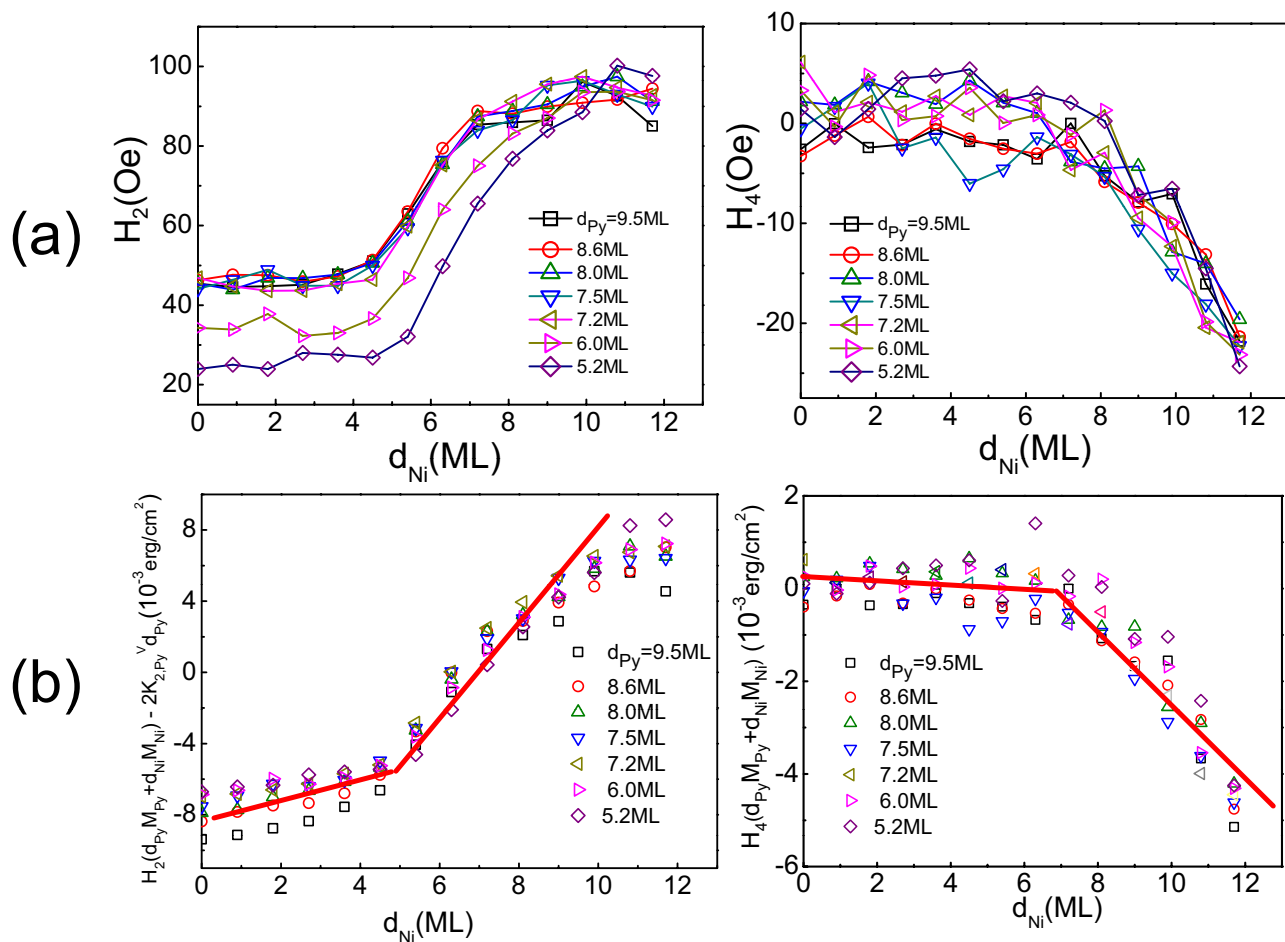 (a)
H2(Oe)
100
80
60
40
20
0 2 4 6 8 10 12
dNi(ML)
dPy=9.5ML
8.6ML
8.0ML
7.5ML
7.2ML
6.0ML
5.2ML
H4(Oe)
10
0
-10
-20
0 2 4 6 8 10 12
dNi(ML)
dPy=9.5ML
8.6ML
8.0ML
7.5ML
7.2ML
6.0ML
5.2ML
(b)
H2(dPyMPy+dNiMNi) - 2K2,PyVdPy(10-3erg/cm2)
8
4
0
-4
-8
0 2 4 6 8 10 12
dNi(ML)
dPy=9.5ML
8.6ML
8.0ML
7.5ML
7.2ML
6.0ML
5.2ML
H4(dPyMPy+dNiMNi) (10-3erg/cm2)
2
0
-2
-4
-6
0 2 4 6 8 10 12
dNi(ML)
dPy=9.5ML
8.6ML
8.0ML
7.5ML
7.2ML
6.0ML
5.2ML